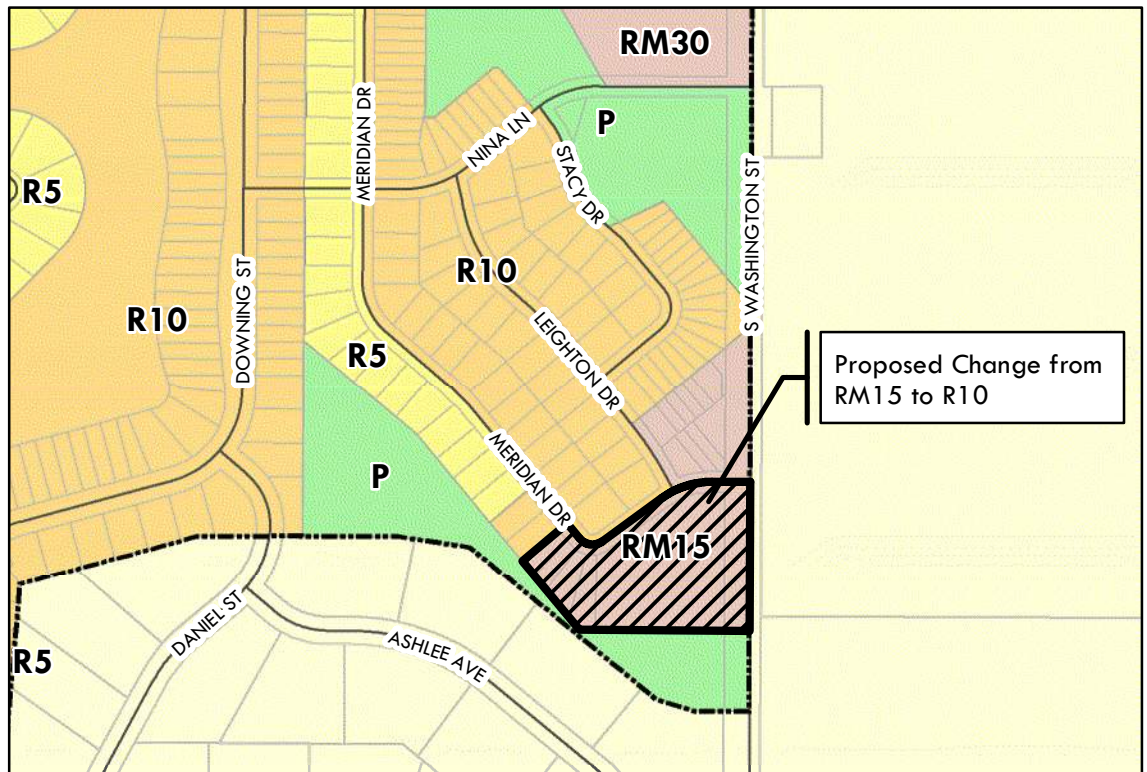 RM30
MERIDIAN DR
NINA LN
P
STACY DR
S WASHINGTON ST
R5
R10
R10
DOWNING ST
LEIGHTON DR
R5
Proposed Change from
RM15 to R10
P
MERIDIAN DR
RM15
DANIEL ST
ASHLEE AVE
R5